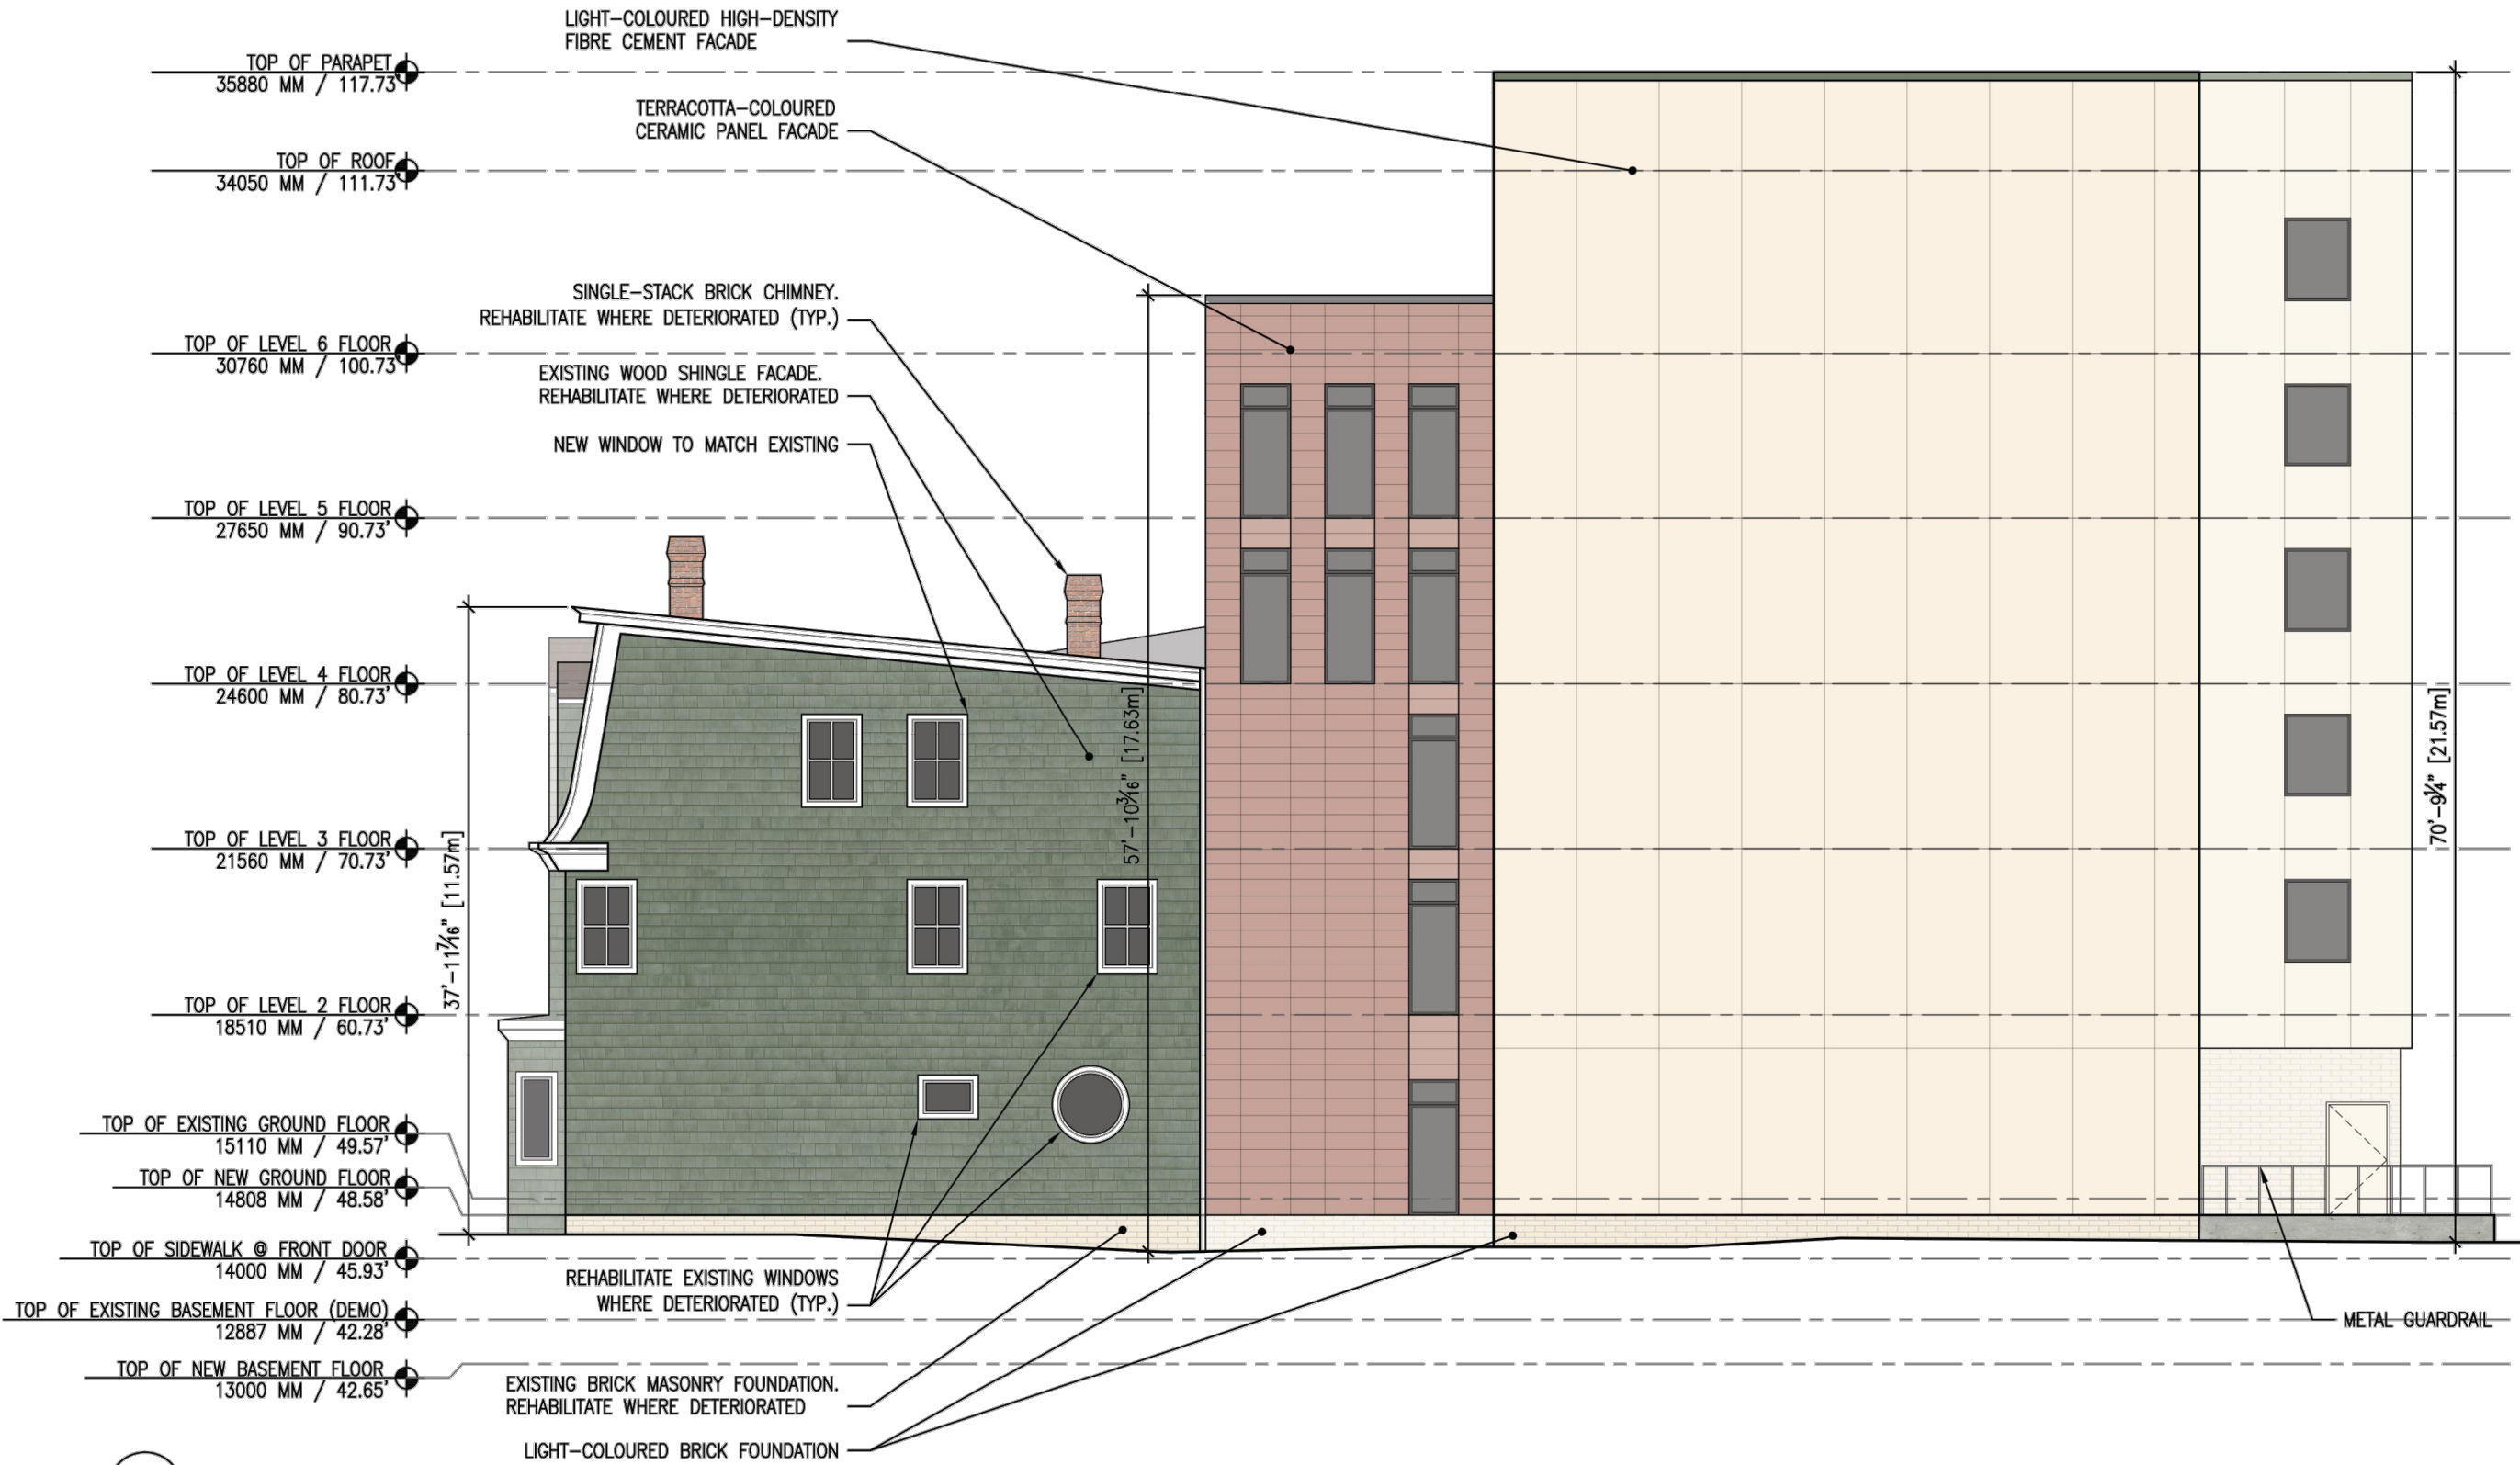 LIGHT-COLOURED HIGH-DENSITY
FIBRE CEMENT FACADE
TOP OF PARAPET
35880 MM / 117.73'
TERRACOTTA-COLOURED
CERAMIC PANEL FACADE
TOP OF ROOF
34050 MM / 111.73'
SINGLE-STACK BRICK CHIMNEY.
REHABILITATE WHERE DETERIORATED (TYP.)
TOP OF LEVEL 6 FLOOR
30760 MM / 100.73'
EXISTING WOOD SHINGLE FACADE.
REHABILITATE WHERE DETERIORATED
NEW WINDOW TO MATCH EXISTING
TOP OF LEVEL 5 FLOOR
27650 MM / 90.73'
TOP OF LEVEL 4 FLOOR
24600 MM / 80.73'
57'-10 3/16" [17.63m]
70'-9 1/4" [21.57m]
TOP OF LEVEL 3 FLOOR
21560 MM / 70.73'
37'-11 7/16" [11.57m]
TOP OF LEVEL 2 FLOOR
18510 MM / 60.73'
TOP OF EXISTING GROUND FLOOR
15110 MM / 49.57'
TOP OF NEW GROUND FLOOR
14808 MM / 48.58'
TOP OF SIDEWALK @ FRONT DOOR
14000 MM / 45.93'
REHABILITATE EXISTING WINDOWS
WHERE DETERIORATED (TYP.)
TOP OF EXISTING BASEMENT FLOOR (DEMO)
12887 MM / 42.28'
METAL GUARDRAIL
TOP OF NEW BASEMENT FLOOR
13000 MM / 42.65'
EXISTING BRICK MASONRY FOUNDATION.
REHABILITATE WHERE DETERIORATED
LIGHT-COLOURED BRICK FOUNDATION